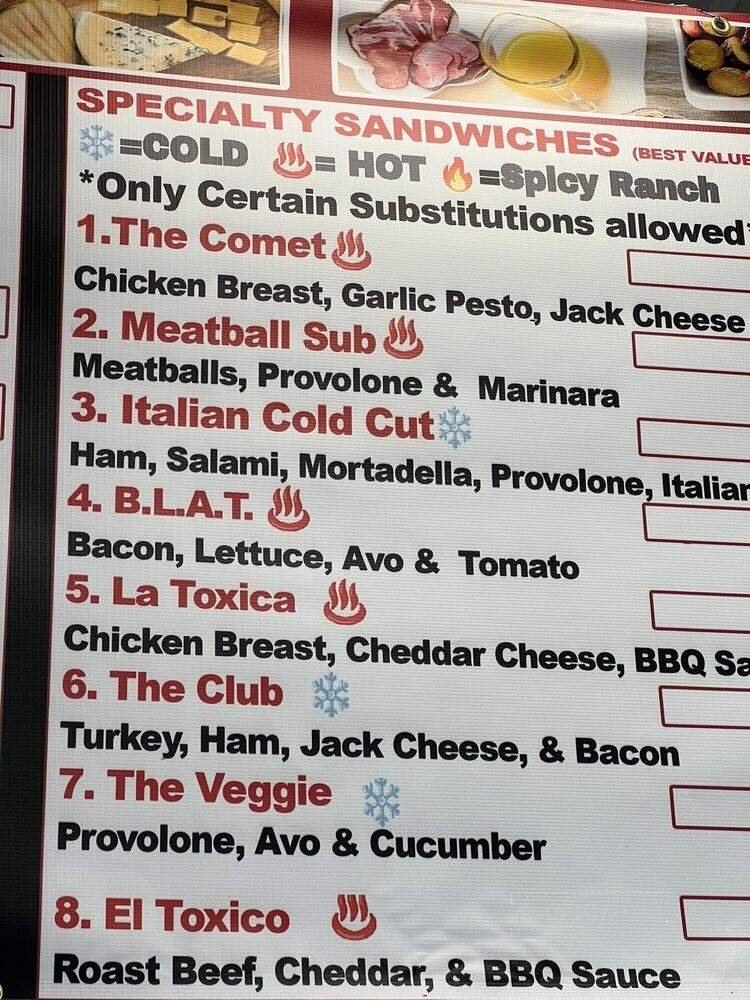 SPECIALTY SANDWICHES (BEST VALUE
❄️=COLD ♨️= HOT 🔥=Spicy Ranch
*Only Certain Substitutions allowed*
1.The Comet♨️
Chicken Breast, Garlic Pesto, Jack Cheese
2. Meatball Sub♨️
Meatballs, Provolone & Marinara
3. Italian Cold Cut❄️
Ham, Salami, Mortadella, Provolone, Italian
4. B.L.A.T. ♨️
Bacon, Lettuce, Avo & Tomato
5. La Toxica ♨️
Chicken Breast, Cheddar Cheese, BBQ Sa
6. The Club ❄️
Turkey, Ham, Jack Cheese, & Bacon
7. The Veggie ❄️
Provolone, Avo & Cucumber
8. El Toxico ♨️
Roast Beef, Cheddar, & BBQ Sauce